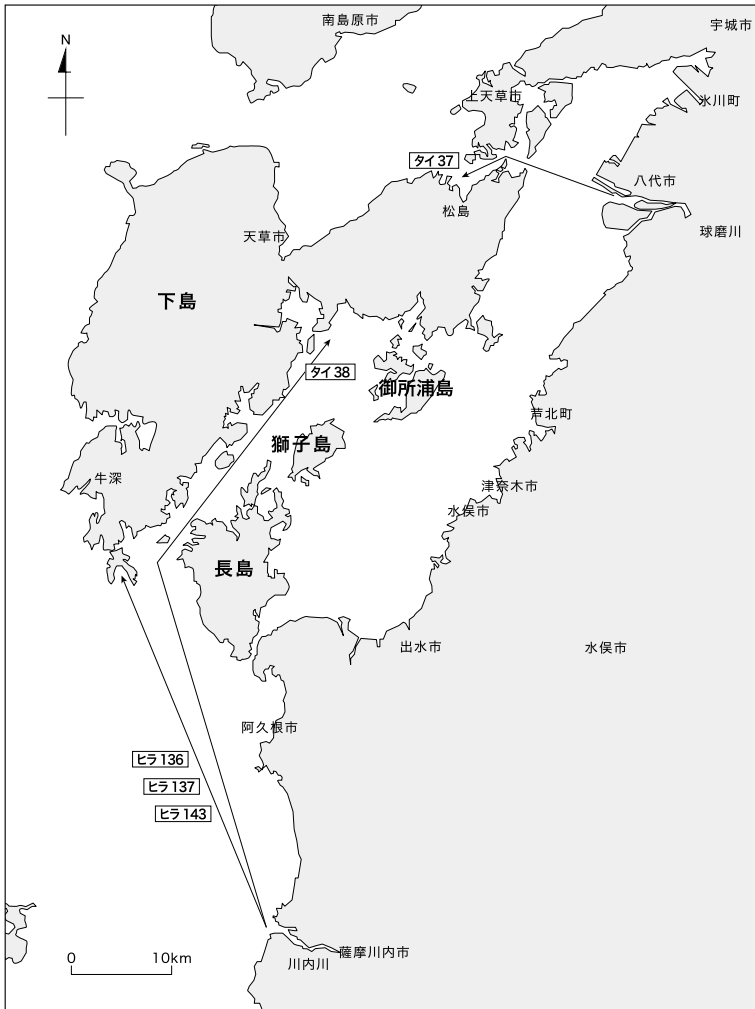 南島原市
宇城市
N
上天草市
氷川町
タイ37
八代市
松島
球磨川
天草市
下島
タイ38
御所浦島
芦北町
獅子島
牛深
津奈木市
水俣市
長島
出水市
水俣市
阿久根市
ヒラ136
ヒラ137
ヒラ143
0 10km
薩摩川内市
川内川